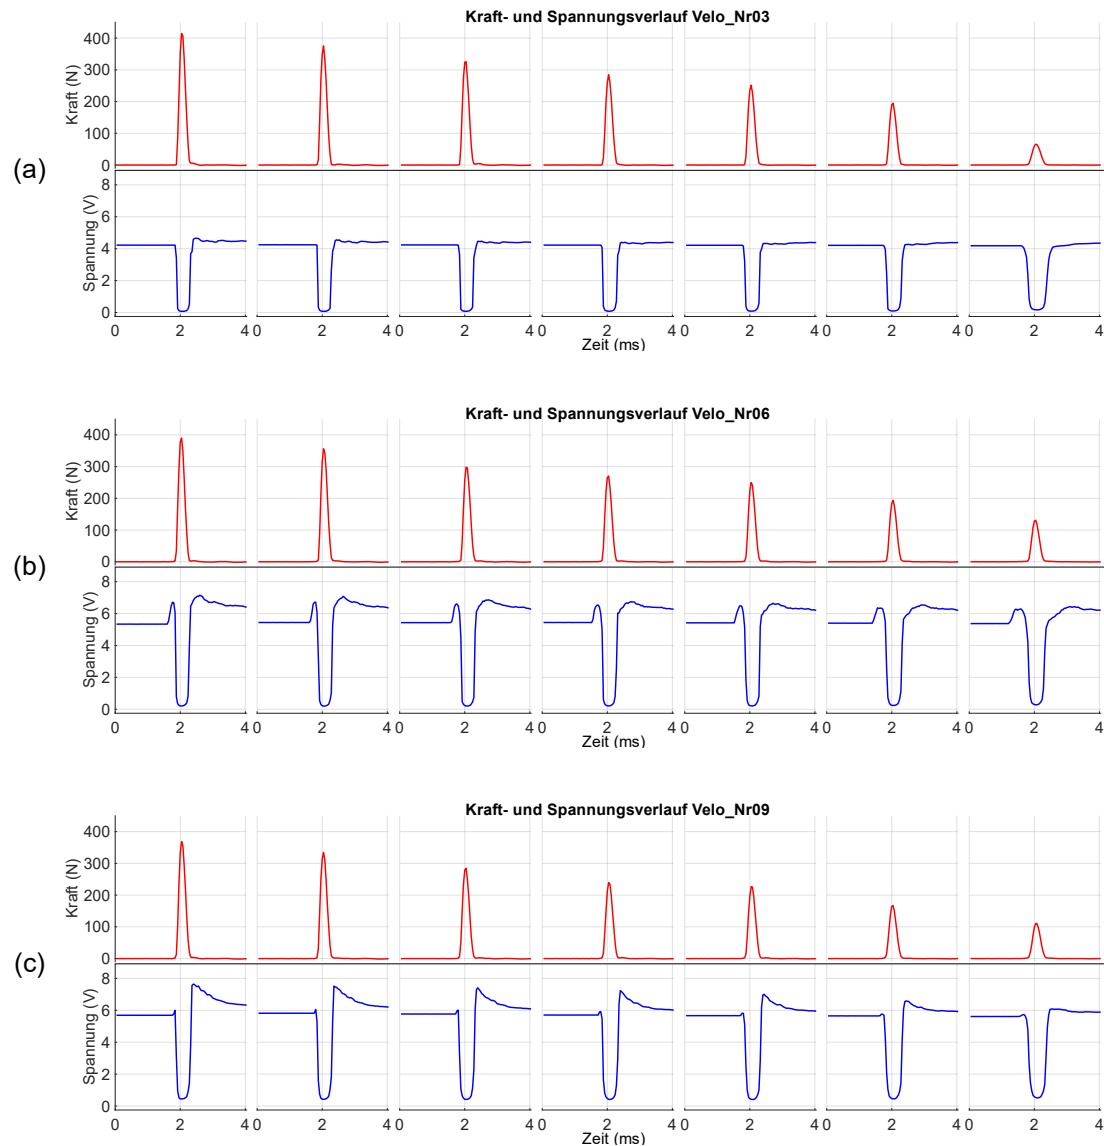 Kraft- und Spannungsverlauf Velo_Nr03
400
300
200
100
0
Kraft (N)
(a)
8
6
4
2
0
Spannung (V)
0 2 4 0 2 4 0 2 4 0 2 4 0 2 4 0 2 4 0 2 4
Zeit (ms)
Kraft- und Spannungsverlauf Velo_Nr06
400
300
200
100
0
Kraft (N)
(b)
8
6
4
2
0
Spannung (V)
0 2 4 0 2 4 0 2 4 0 2 4 0 2 4 0 2 4 0 2 4
Zeit (ms)
Kraft- und Spannungsverlauf Velo_Nr09
400
300
200
100
0
Kraft (N)
(c)
8
6
4
2
0
Spannung (V)
0 2 4 0 2 4 0 2 4 0 2 4 0 2 4 0 2 4 0 2 4
Zeit (ms)